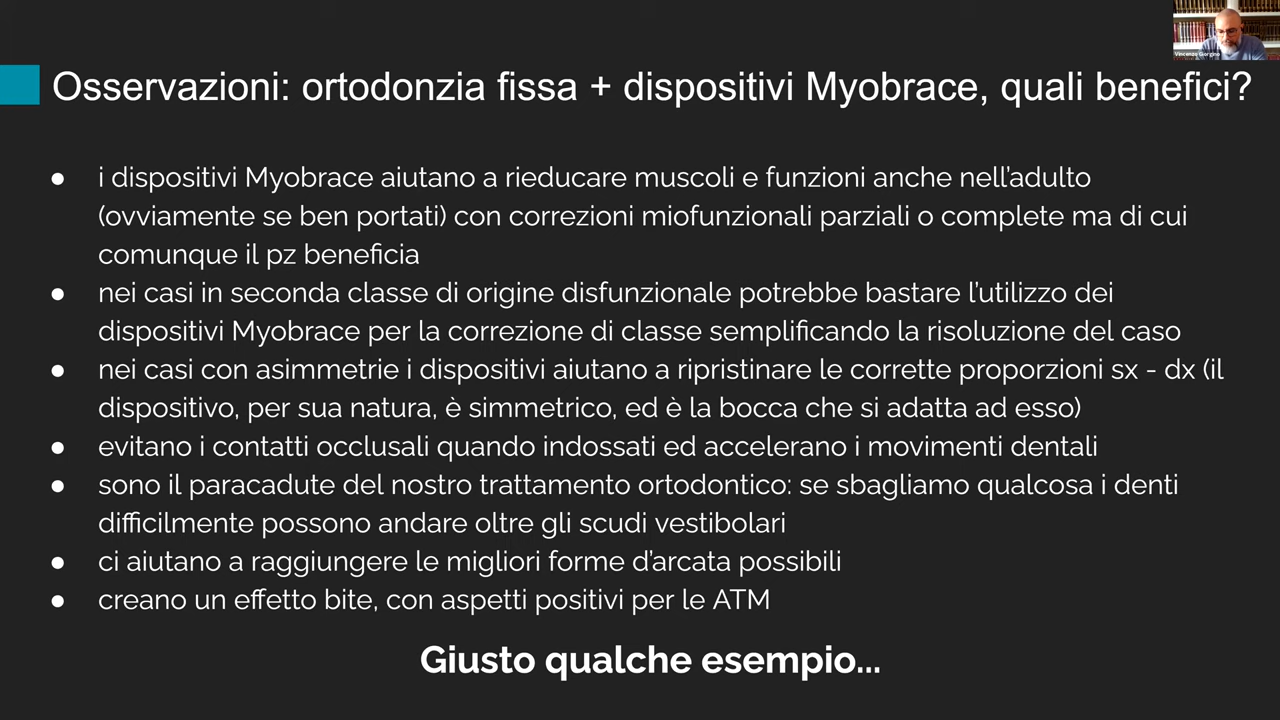 Vincenzo Giorgino
Osservazioni: ortodonzia fissa + dispositivi Myobrace, quali benefici?
● i dispositivi Myobrace aiutano a rieducare muscoli e funzioni anche nell'adulto
(ovviamente se ben portati) con correzioni miofunzionali parziali o complete ma di cui
comunque il pz beneficia
● nei casi in seconda classe di origine disfunzionale potrebbe bastare l'utilizzo dei
dispositivi Myobrace per la correzione di classe semplificando la risoluzione del caso
● nei casi con asimmetrie i dispositivi aiutano a ripristinare le corrette proporzioni sx - dx (il
dispositivo, per sua natura, è simmetrico, ed è la bocca che si adatta ad esso)
● evitano i contatti occlusali quando indossati ed accelerano i movimenti dentali
● sono il paracadute del nostro trattamento ortodontico: se sbagliamo qualcosa i denti
difficilmente possono andare oltre gli scudi vestibolari
● ci aiutano a raggiungere le migliori forme d'arcata possibili
● creano un effetto bite, con aspetti positivi per le ATM
Giusto qualche esempio...